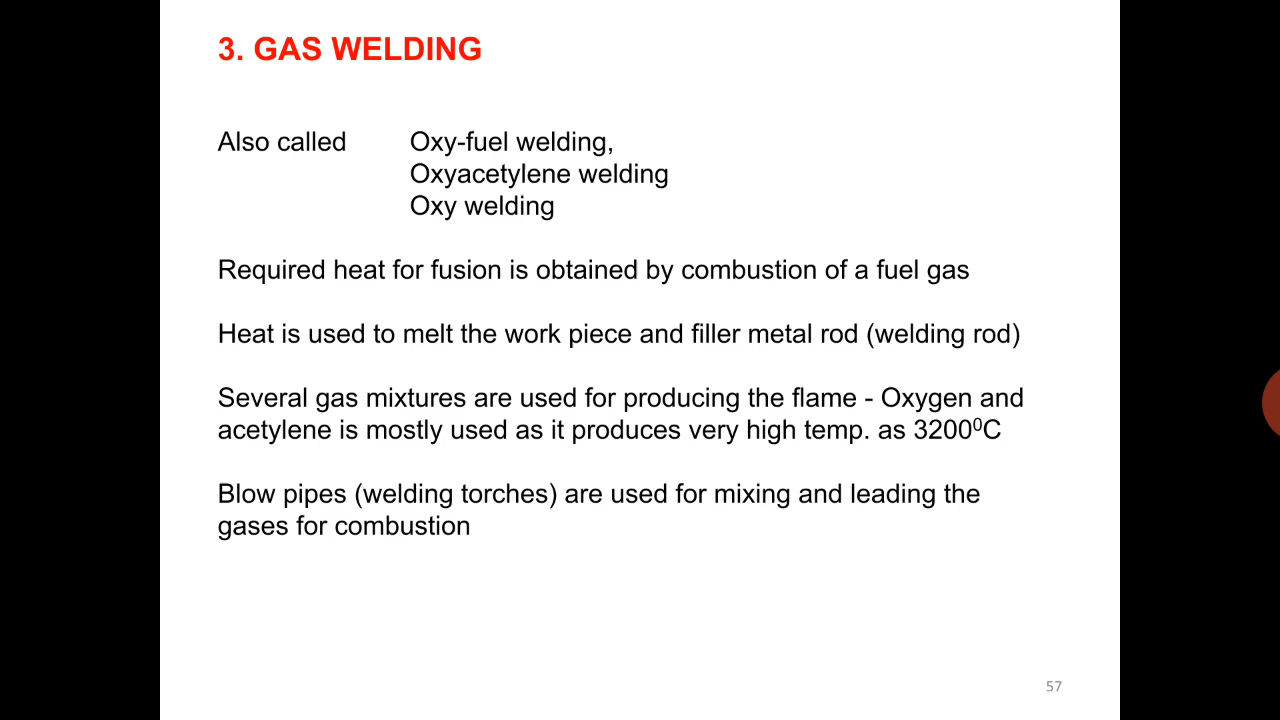 3. GAS WELDING
Also called Oxy-fuel welding,
Oxyacetylene welding
Oxy welding
Required heat for fusion is obtained by combustion of a fuel gas
Heat is used to melt the work piece and filler metal rod (welding rod)
Several gas mixtures are used for producing the flame - Oxygen and
acetylene is mostly used as it produces very high temp. as 3200⁰C
Blow pipes (welding torches) are used for mixing and leading the
gases for combustion
57